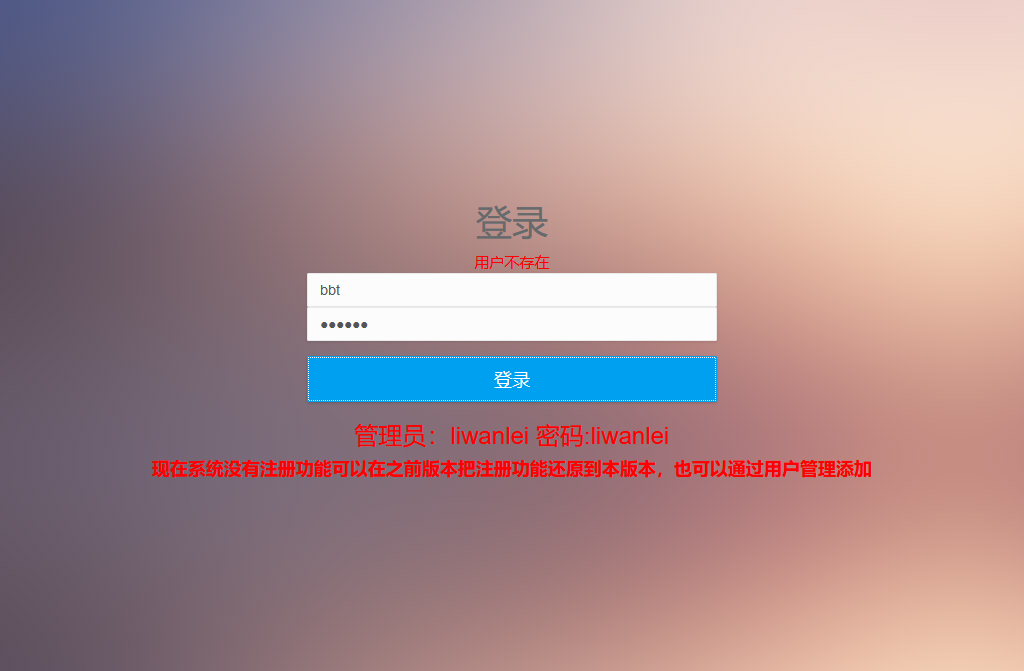 登录
用户不存在
bbt
●●●●●●
登录
管理员：liwanlei 密码:liwanlei
现在系统没有注册功能可以在之前版本把注册功能还原到本版本，也可以通过用户管理添加